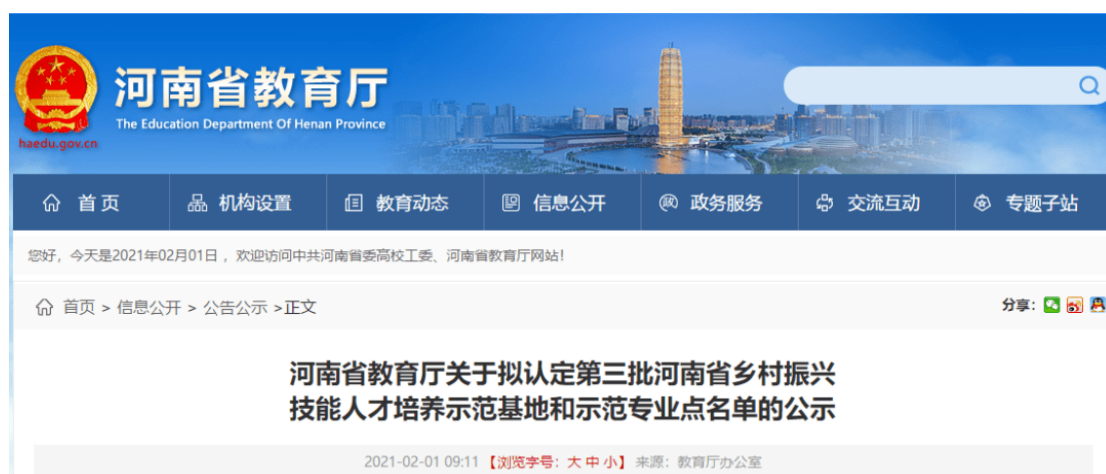 河南省教育厅
The Education Department Of Henan Province
haedu.gov.cn
首页 机构设置 教育动态 信息公开 政务服务 交流互动 专题子站
您好，今天是2021年02月01日 ，欢迎访问中共河南省委高校工委、河南省教育厅网站！
首页 > 信息公开 > 公告公示 >正文 分享：
河南省教育厅关于拟认定第三批河南省乡村振兴
技能人才培养示范基地和示范专业点名单的公示
2021-02-01 09:11 【浏览字号：大 中 小】 来源：教育厅办公室